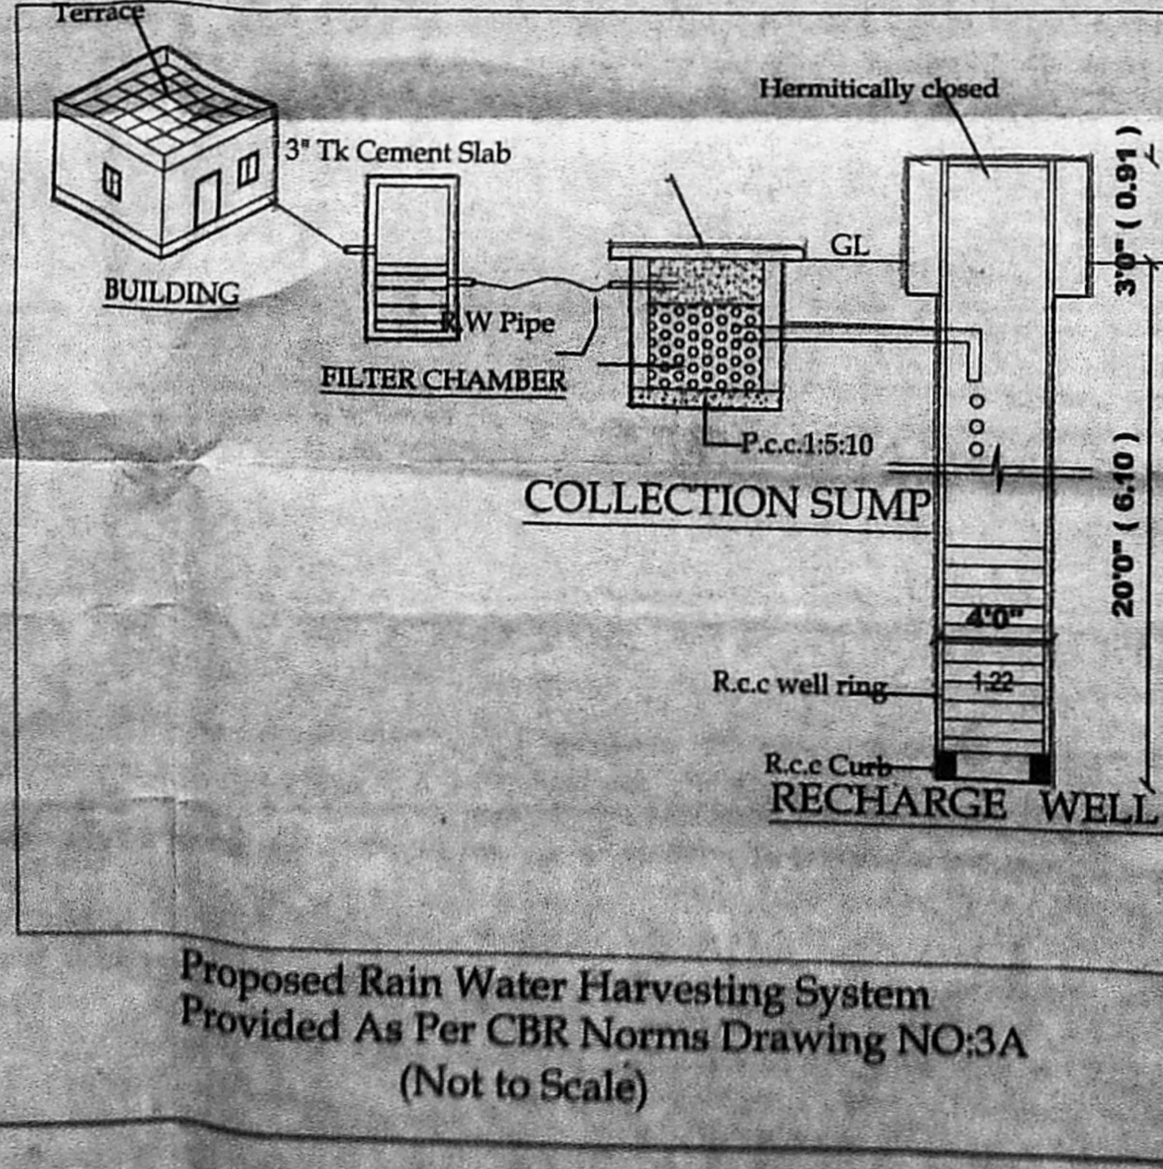 Terrace
Hermitically closed
3" Tk Cement Slab
3'0" ( 0.91 )
GL
BUILDING
R.W Pipe
FILTER CHAMBER
P.c.c.1:5:10
COLLECTION SUMP
20'0" ( 6.10 )
4'0"
R.c.c well ring
1.22
R.c.c Curb
RECHARGE WELL
Proposed Rain Water Harvesting System
Provided As Per CBR Norms Drawing NO:3A
(Not to Scale)